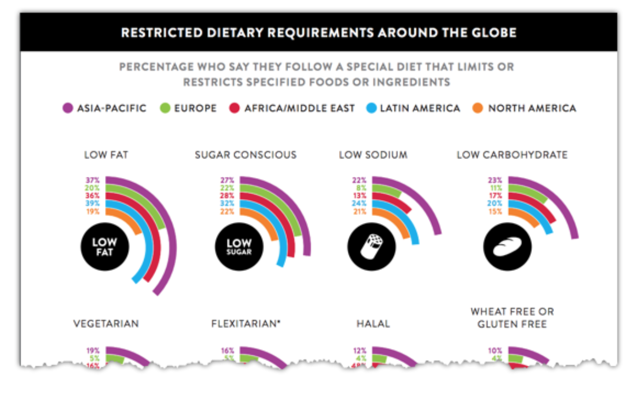 RESTRICTED DIETARY REQUIREMENTS AROUND THE GLOBE
PERCENTAGE WHO SAY THEY FOLLOW A SPECIAL DIET THAT LIMITS OR
RESTRICTS SPECIFIED FOODS OR INGREDIENTS
ASIA-PACIFIC EUROPE AFRICA/MIDDLE EAST LATIN AMERICA NORTH AMERICA
LOW FAT
37%
20%
36%
39%
19%
LOW
FAT
SUGAR CONSCIOUS
27%
22%
28%
32%
22%
LOW
SUGAR
LOW SODIUM
22%
8%
13%
24%
21%
LOW CARBOHYDRATE
23%
11%
17%
20%
15%
VEGETARIAN
19%
5%
16%
FLEXITARIAN*
16%
5%
HALAL
12%
4%
WHEAT FREE OR
GLUTEN FREE
10%
4%